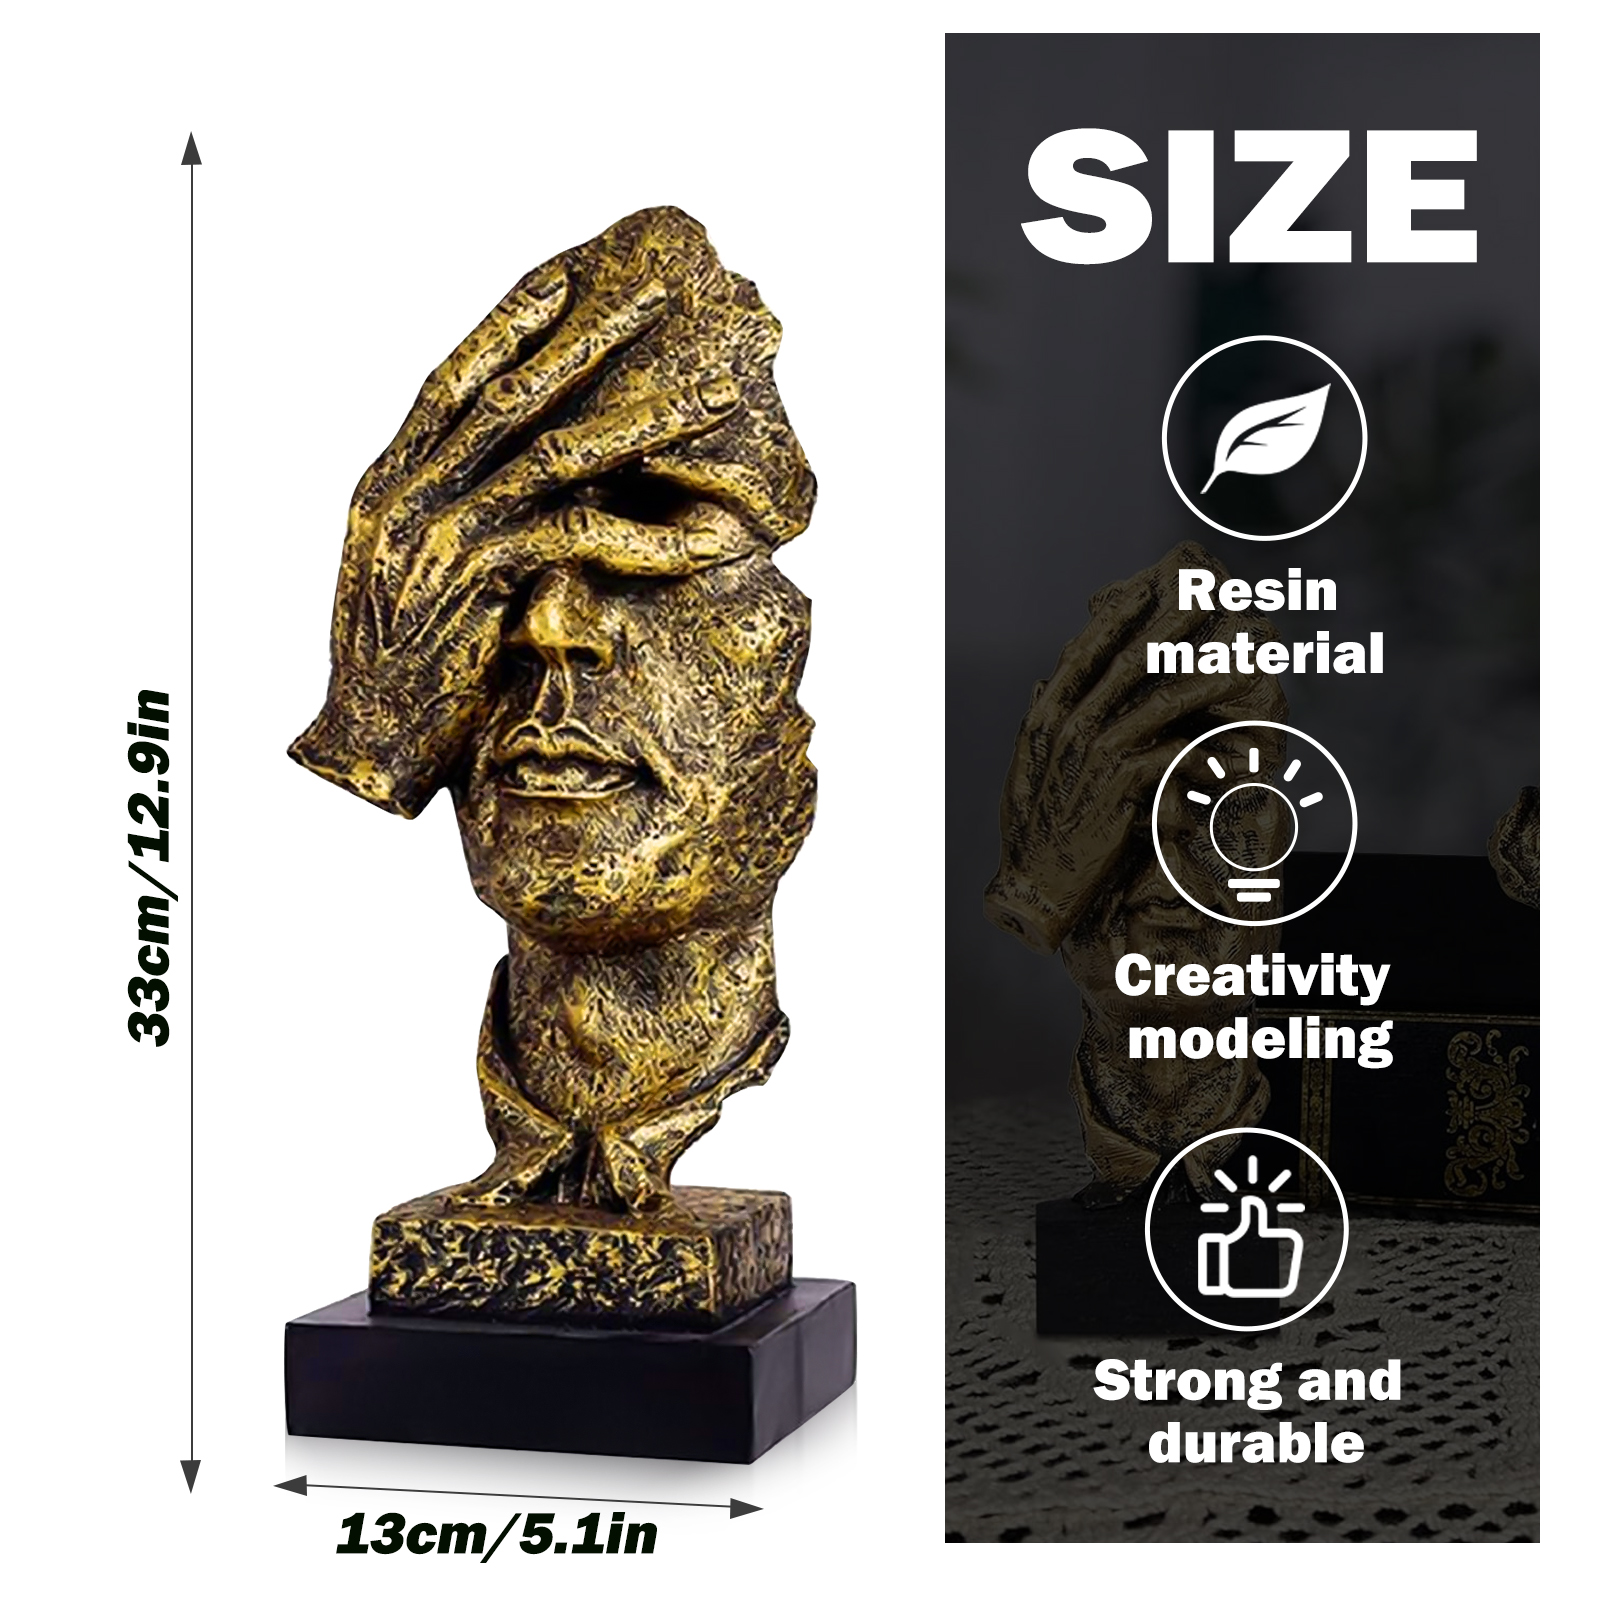 33cm/12.9in
13cm/5.1in
SIZE
Resin
material
Creativity
modeling
Strong and
durable